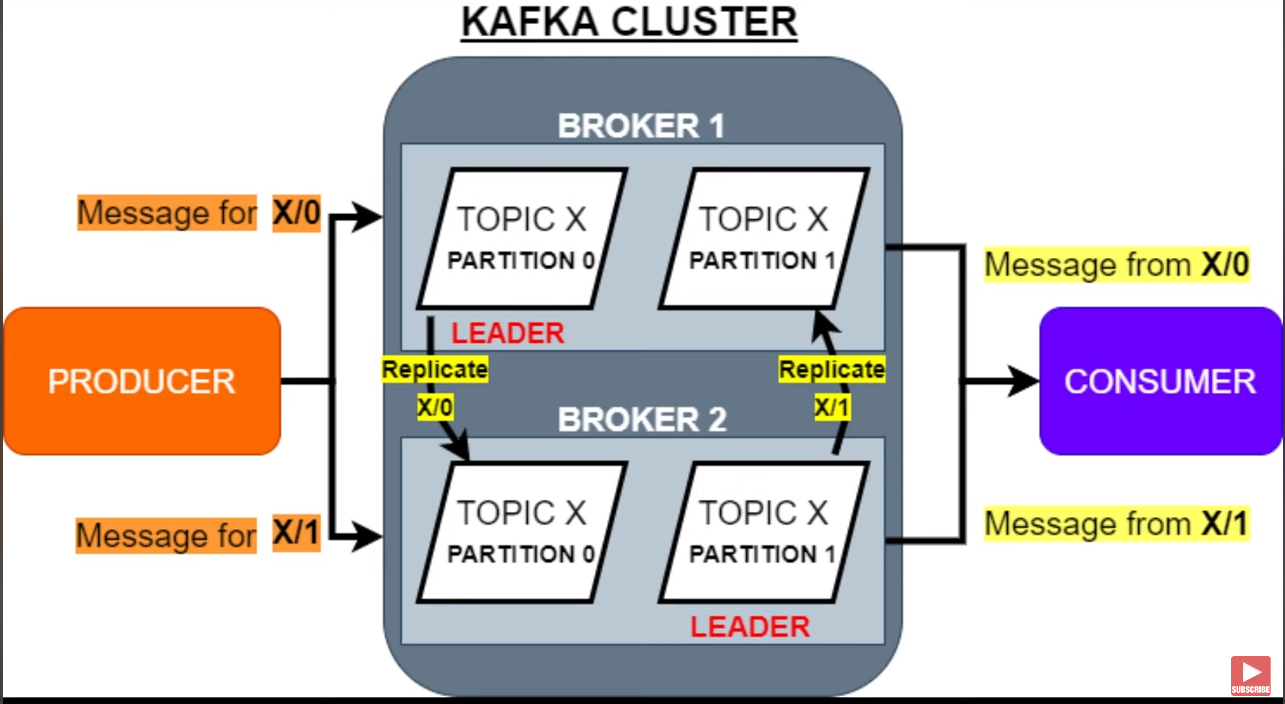 KAFKA CLUSTER
BROKER 1
Message for X/0
TOPIC X
PARTITION 0
TOPIC X
PARTITION 1
Message from X/0
LEADER
PRODUCER
Replicate
X/0
Replicate
X/1
CONSUMER
BROKER 2
Message for X/1
TOPIC X
PARTITION 0
TOPIC X
PARTITION 1
Message from X/1
LEADER
SUBSCRIBE